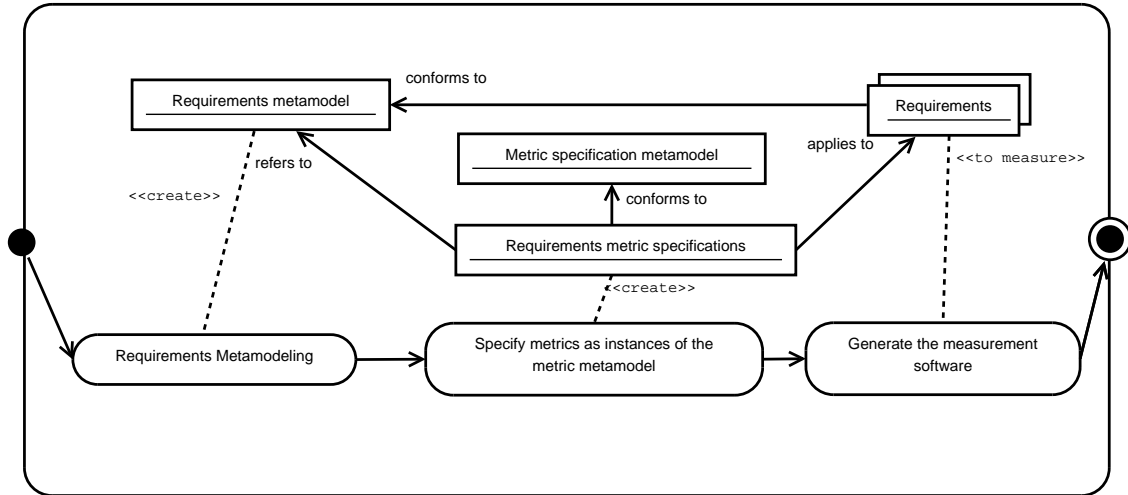 conforms to
Requirements metamodel
Requirements
refers to
Metric specification metamodel
applies to
<<to measure>>
<<create>>
conforms to
Requirements metric specifications
<<create>>
Requirements Metamodeling
Specify metrics as instances of the
metric metamodel
Generate the measurement
software